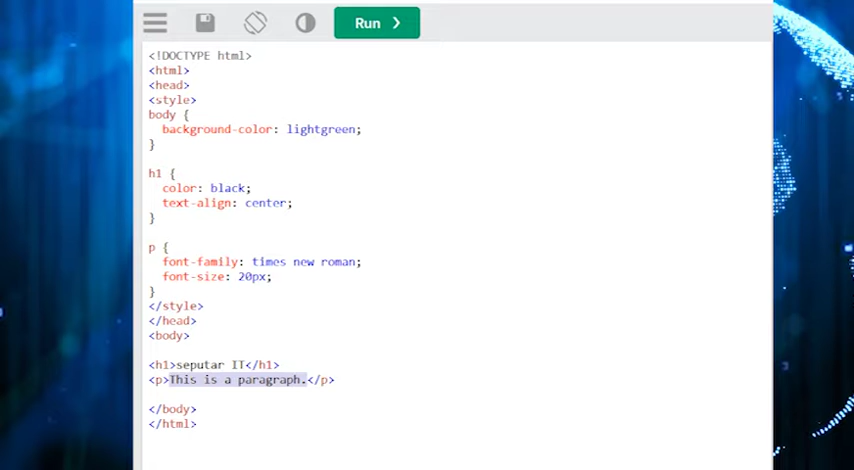 Run
<!DOCTYPE html>
<html>
<head>
<style>
body {
  background-color: lightgreen;
}
h1 {
  color: black;
  text-align: center;
}
p {
  font-family: times new roman;
  font-size: 20px;
}
</style>
</head>
<body>
<h1>seputar IT</h1>
<p>This is a paragraph.</p>
</body>
</html>